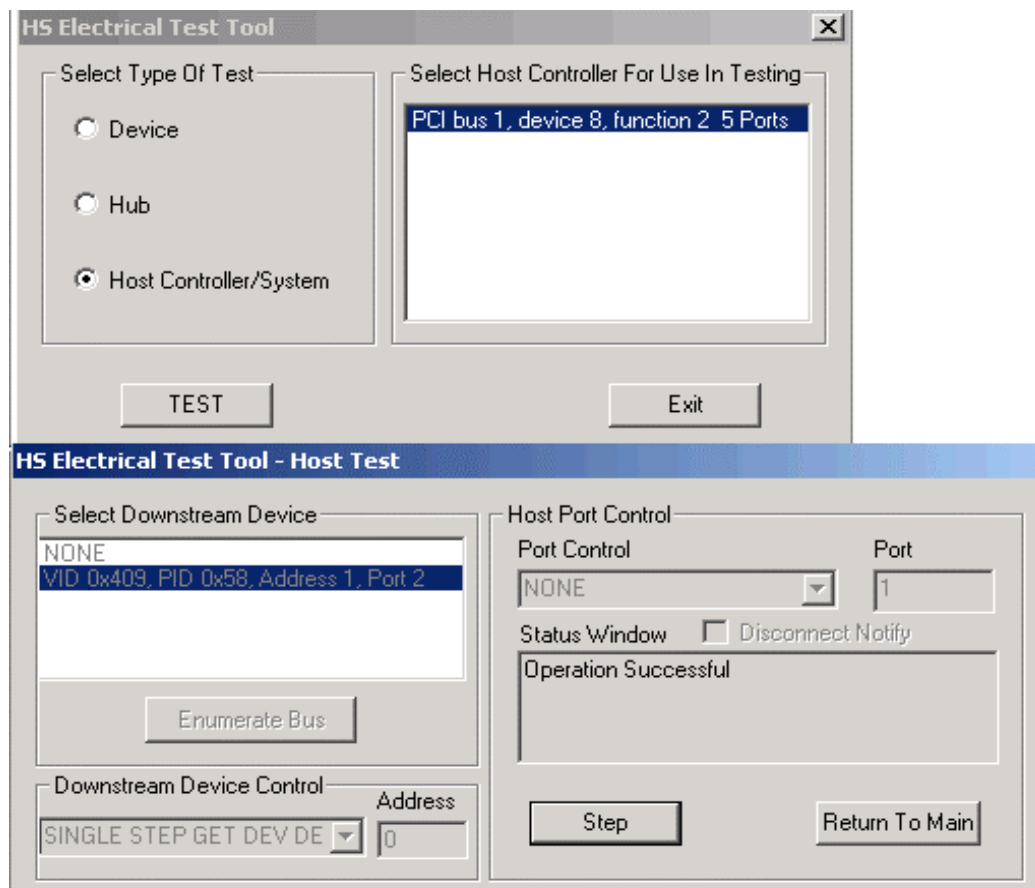 HS Electrical Test Tool
Select Type Of Test
Device
Hub
Host Controller/System
Select Host Controller For Use In Testing
PCI bus 1, device 8, function 2 5 Ports
TEST
Exit
HS Electrical Test Tool - Host Test
Select Downstream Device
NONE
VID 0x409, PID 0x58, Address 1, Port 2
Enumerate Bus
Downstream Device Control
Address
SINGLE STEP GET DEV DE
0
Host Port Control
Port Control
Port
NONE
1
Status Window
Disconnect Notify
Operation Successful
Step
Return To Main